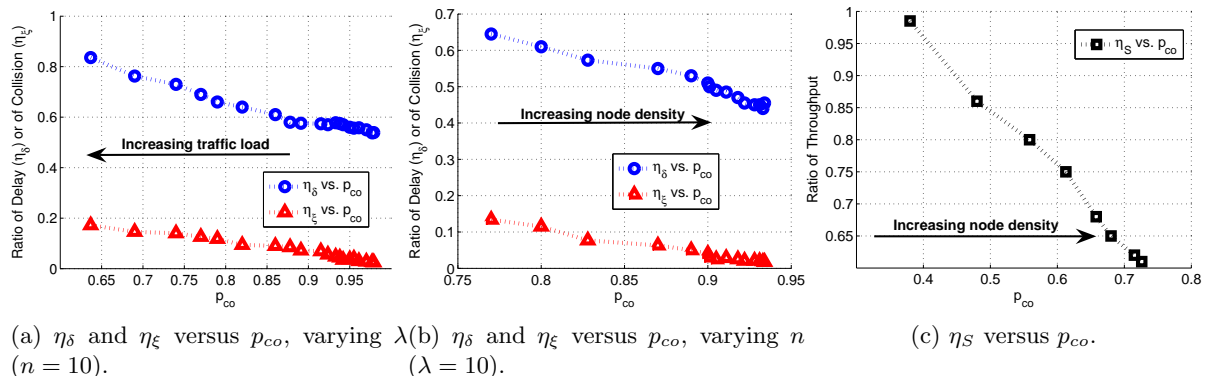 Ratio of Delay (η_δ) or of Collision (η_ξ)
1
0.8
0.6
0.4
0.2
0
Increasing traffic load
η_δ vs. p_co
η_ξ vs. p_co
0.65 0.7 0.75 0.8 0.85 0.9 0.95
p_co
Ratio of Delay (η_δ) or of Collision (η_ξ)
0.7
0.6
0.5
0.4
0.3
0.2
0.1
0
Increasing node density
η_δ vs. p_co
η_ξ vs. p_co
0.75 0.8 0.85 0.9 0.95
p_co
Ratio of Throughput
1
0.95
0.9
0.85
0.8
0.75
0.7
0.65
η_S vs. p_co
Increasing node density
0.4 0.5 0.6 0.7 0.8
p_co
(a) η_δ and η_ξ versus p_co, varying λ
(n = 10).
(b) η_δ and η_ξ versus p_co, varying n
(λ = 10).
(c) η_S versus p_co.